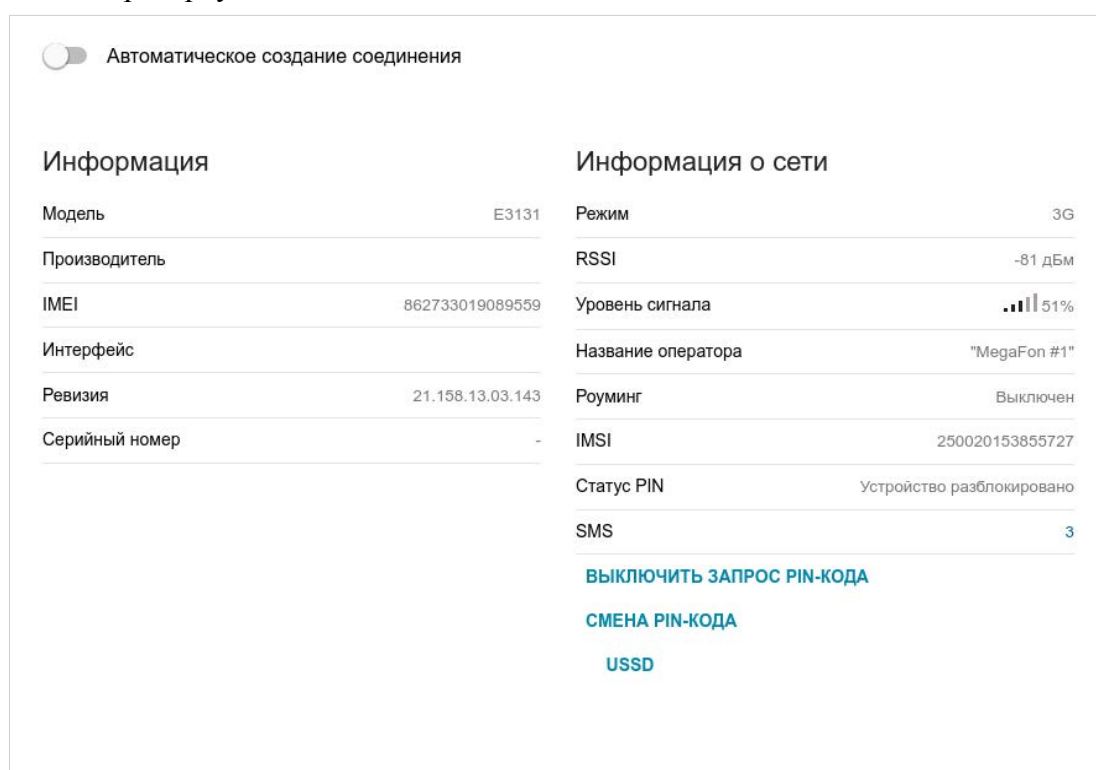 Автоматическое создание соединения
Информация
Модель E3131
Производитель
IMEI 862733019089559
Интерфейс
Ревизия 21.158.13.03.143
Серийный номер -
Информация о сети
Режим 3G
RSSI -81 дБм
Уровень сигнала 51%
Название оператора "MegaFon #1"
Роуминг Выключен
IMSI 250020153855727
Статус PIN Устройство разблокировано
SMS 3
ВЫКЛЮЧИТЬ ЗАПРОС PIN-КОДА
СМЕНА PIN-КОДА
USSD